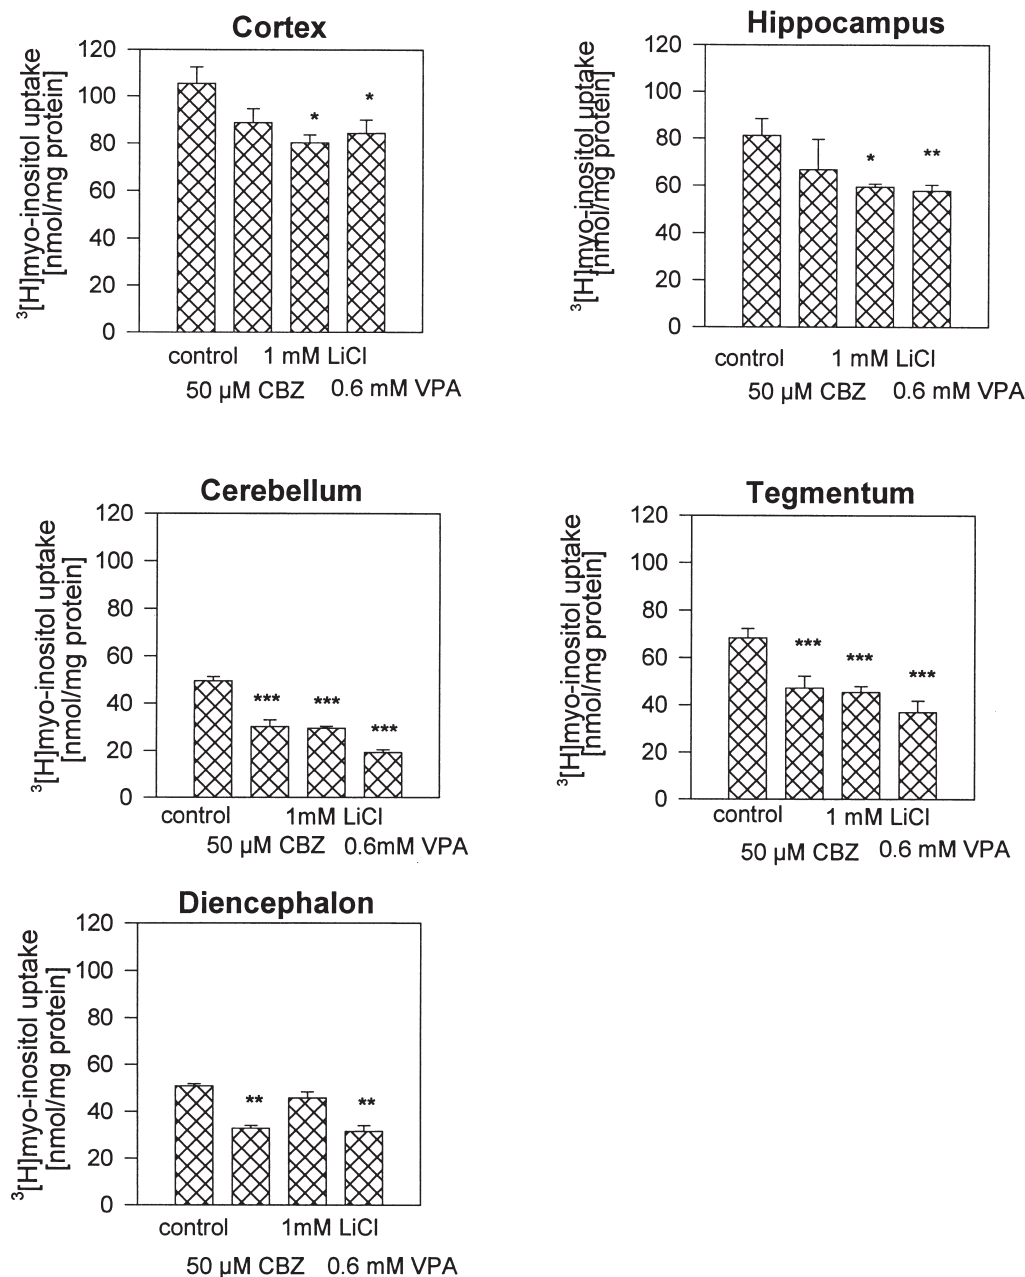 Cortex
³[H]myo-inositol uptake
[nmol/mg protein]
120
100
80
60
40
20
0
*
*
control 1 mM LiCl
50 µM CBZ 0.6 mM VPA
Hippocampus
³[H]myo-inositol uptake
[nmol/mg protein]
120
100
80
60
40
20
0
*
**
control 1 mM LiCl
50 µM CBZ 0.6 mM VPA
Cerebellum
³[H]myo-inositol uptake
[nmol/mg protein]
120
100
80
60
40
20
0
***
***
***
control 1mM LiCl
50 µM CBZ 0.6mM VPA
Tegmentum
³[H]myo-inositol uptake
[nmol/mg protein]
120
100
80
60
40
20
0
***
***
***
control 1 mM LiCl
50 µM CBZ 0.6 mM VPA
Diencephalon
³[H]myo-inositol uptake
[nmol/mg protein]
120
100
80
60
40
20
0
**
**
control 1mM LiCl
50 µM CBZ 0.6 mM VPA